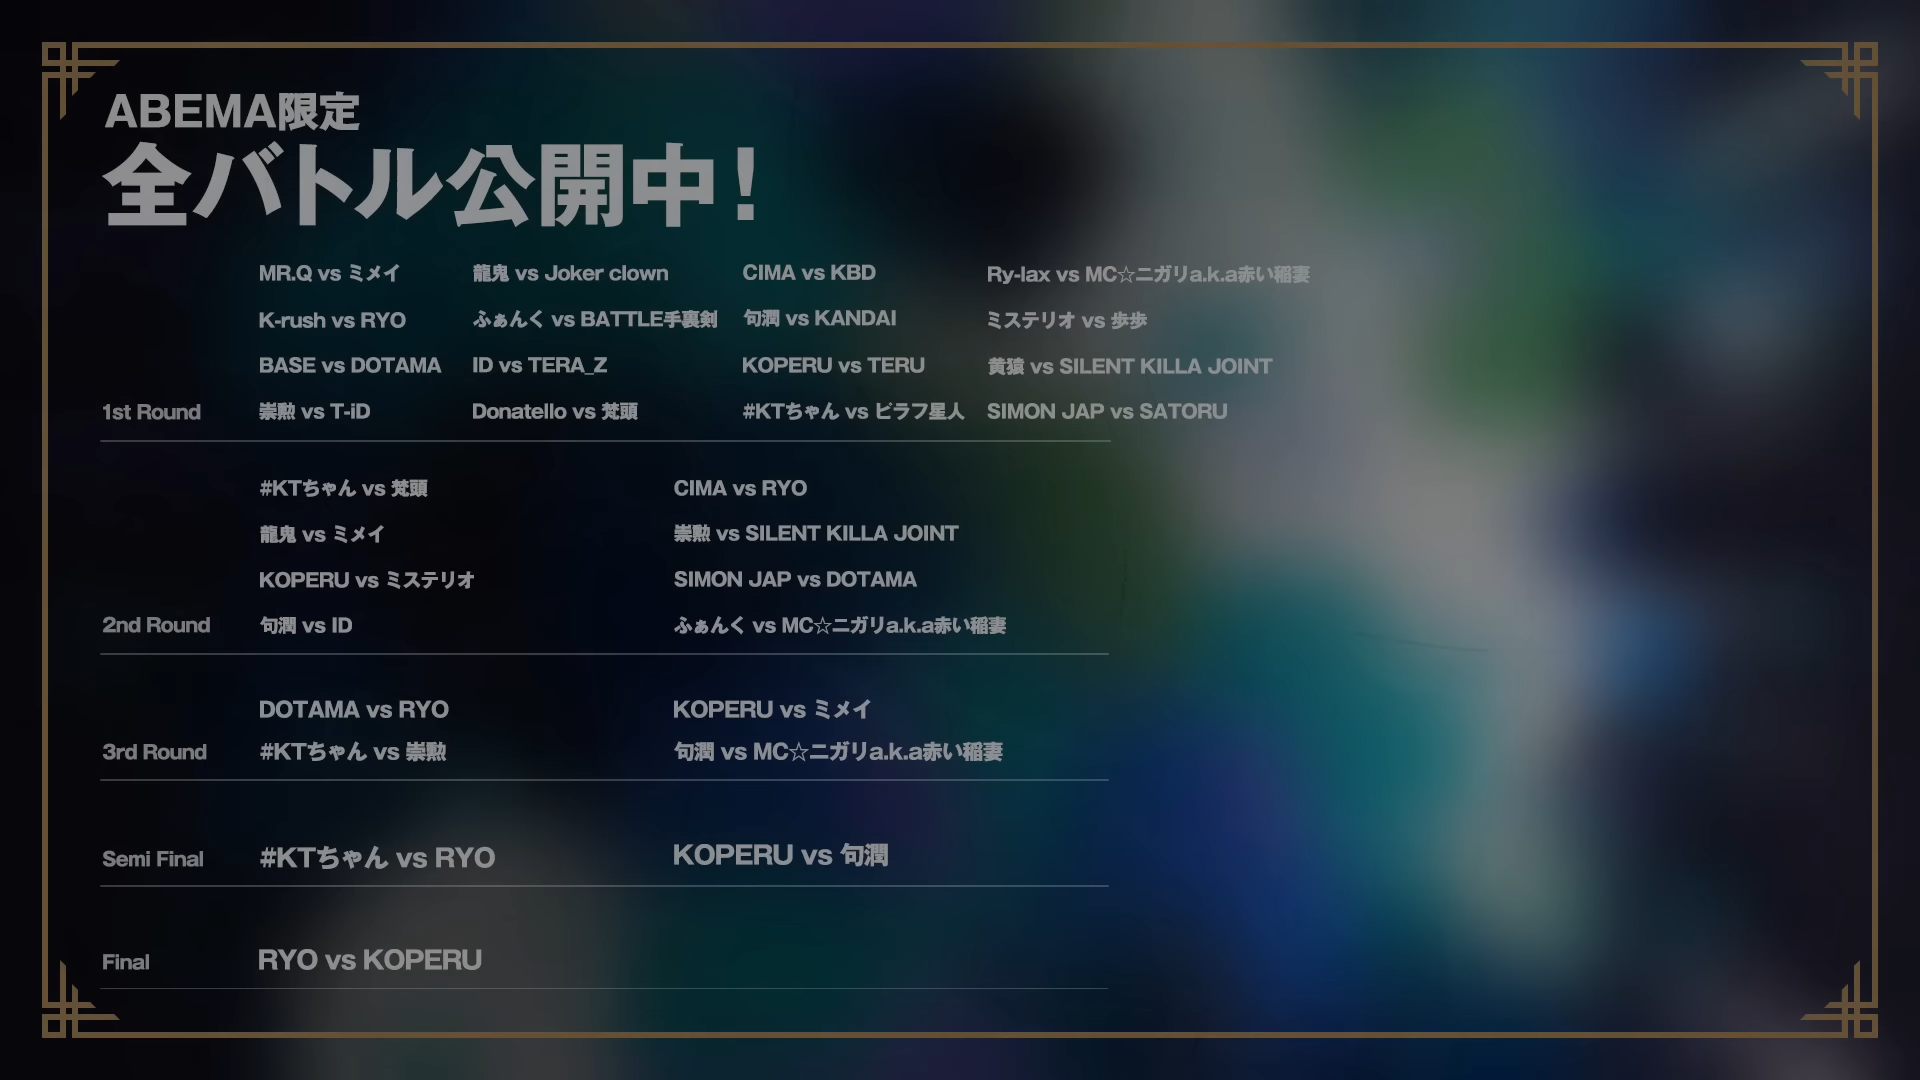 ABEMA限定
全バトル公開中！
MR.Q vs ミメイ 龍鬼 vs Joker clown CIMA vs KBD Ry-lax vs MC☆ニガリa.k.a赤い稲妻
K-rush vs RYO ふぁんく vs BATTLE手裏剣 句潤 vs KANDAI ミステリオ vs 歩歩
BASE vs DOTAMA ID vs TERA_Z KOPERU vs TERU 黄猿 vs SILENT KILLA JOINT
1st Round 崇勲 vs T-iD Donatello vs 梵頭 #KTちゃん vs ピラフ星人 SIMON JAP vs SATORU
#KTちゃん vs 梵頭 CIMA vs RYO
龍鬼 vs ミメイ 崇勲 vs SILENT KILLA JOINT
KOPERU vs ミステリオ SIMON JAP vs DOTAMA
2nd Round 句潤 vs ID ふぁんく vs MC☆ニガリa.k.a赤い稲妻
DOTAMA vs RYO KOPERU vs ミメイ
3rd Round #KTちゃん vs 崇勲 句潤 vs MC☆ニガリa.k.a赤い稲妻
Semi Final #KTちゃん vs RYO KOPERU vs 句潤
Final RYO vs KOPERU